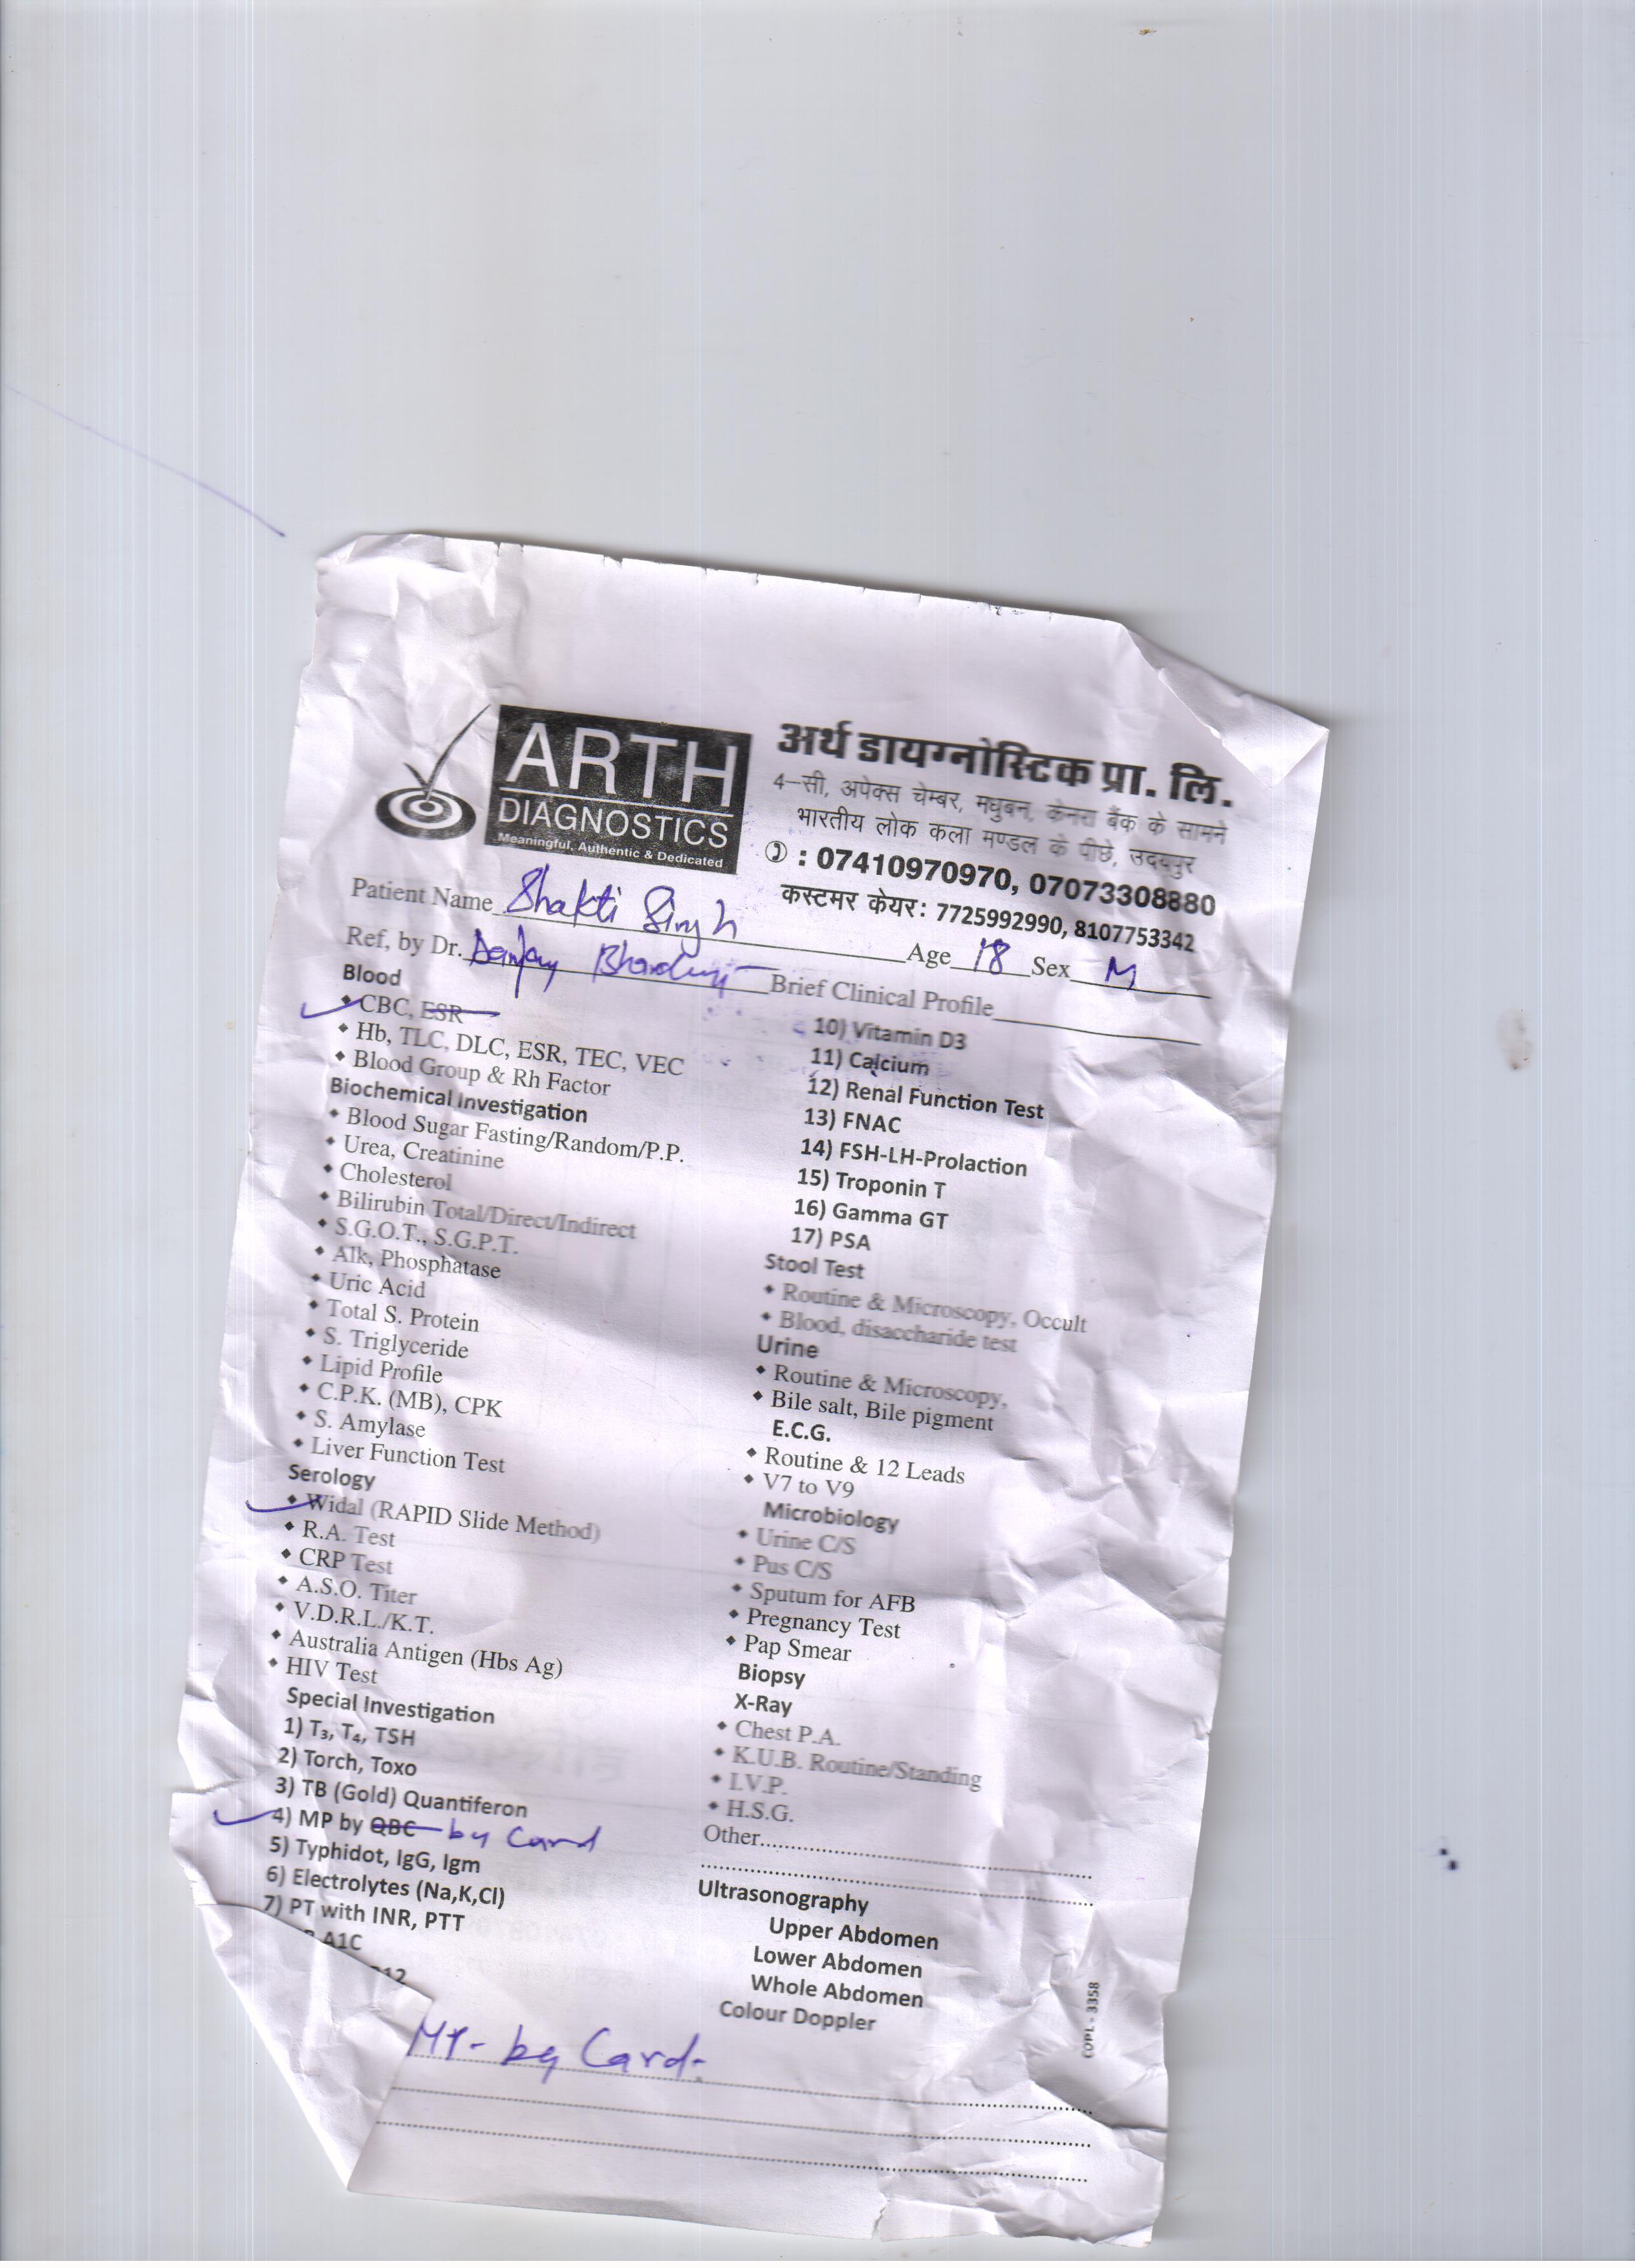 ARTH
DIAGNOSTICS
Meaningful, Authentic & Dedicated
अर्थ डायग्नोस्टिक प्रा. लि.
4-सी, अपेक्स चेम्बर, मधुबन, केनरा बैंक के सामने
भारतीय लोक कला मण्डल के पीछे, उदयपुर
: 07410970970, 07073308880
कस्टमर केयर: 7725992990, 8107753342
Patient Name Shakti Singh Age 18 Sex M
Ref, by Dr. Brief Clinical Profile
Blood
CBC, ESR
Hb, TLC, DLC, ESR, TEC, VEC
Blood Group & Rh Factor
Biochemical Investigation
Blood Sugar Fasting/Random/P.P.
Urea, Creatinine
Cholesterol
Bilirubin Total/Direct/Indirect
S.G.O.T., S.G.P.T.
Alk, Phosphatase
Uric Acid
Total S. Protein
S. Triglyceride
Lipid Profile
C.P.K. (MB), CPK
S. Amylase
Liver Function Test
Serology
Widal (RAPID Slide Method)
R.A. Test
CRP Test
A.S.O. Titer
V.D.R.L./K.T.
Australia Antigen (Hbs Ag)
HIV Test
Special Investigation
1) T₃, T₄, TSH
2) Torch, Toxo
3) TB (Gold) Quantiferon
4) MP by QBC by Card
5) Typhidot, IgG, Igm
6) Electrolytes (Na,K,Cl)
7) PT with INR, PTT
A1C
12
10) Vitamin D3
11) Calcium
12) Renal Function Test
13) FNAC
14) FSH-LH-Prolaction
15) Troponin T
16) Gamma GT
17) PSA
Stool Test
Routine & Microscopy, Occult
Blood, disaccharide test
Urine
Routine & Microscopy,
Bile salt, Bile pigment
E.C.G.
Routine & 12 Leads
V7 to V9
Microbiology
Urine C/S
Pus C/S
Sputum for AFB
Pregnancy Test
Pap Smear
Biopsy
X-Ray
Chest P.A.
K.U.B. Routine/Standing
I.V.P.
H.S.G.
Other
Ultrasonography
Upper Abdomen
Lower Abdomen
Whole Abdomen
Colour Doppler
COPL - 3358
by Card